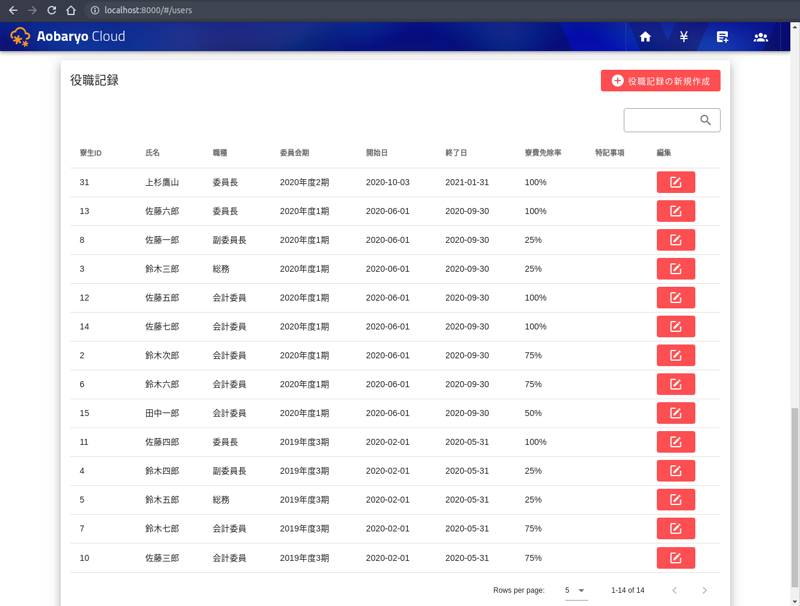 localhost:8000/#/users
Aobaryo Cloud
¥
役職記録
役職記録の新規作成
寮生ID 氏名 職種 委員会期 開始日 終了日 寮費免除率 特記事項 編集
31 上杉鷹山 委員長 2020年度2期 2020-10-03 2021-01-31 100%
13 佐藤六郎 委員長 2020年度1期 2020-06-01 2020-09-30 100%
8 佐藤一郎 副委員長 2020年度1期 2020-06-01 2020-09-30 25%
3 鈴木三郎 総務 2020年度1期 2020-06-01 2020-09-30 25%
12 佐藤五郎 会計委員 2020年度1期 2020-06-01 2020-09-30 100%
14 佐藤七郎 会計委員 2020年度1期 2020-06-01 2020-09-30 100%
2 鈴木次郎 会計委員 2020年度1期 2020-06-01 2020-09-30 75%
6 鈴木六郎 会計委員 2020年度1期 2020-06-01 2020-09-30 75%
15 田中一郎 会計委員 2020年度1期 2020-06-01 2020-09-30 50%
11 佐藤四郎 委員長 2019年度3期 2020-02-01 2020-05-31 100%
4 鈴木四郎 副委員長 2019年度3期 2020-02-01 2020-05-31 25%
5 鈴木五郎 総務 2019年度3期 2020-02-01 2020-05-31 25%
7 鈴木七郎 会計委員 2019年度3期 2020-02-01 2020-05-31 75%
10 佐藤三郎 会計委員 2019年度3期 2020-02-01 2020-05-31 75%
Rows per page: 5 1-14 of 14